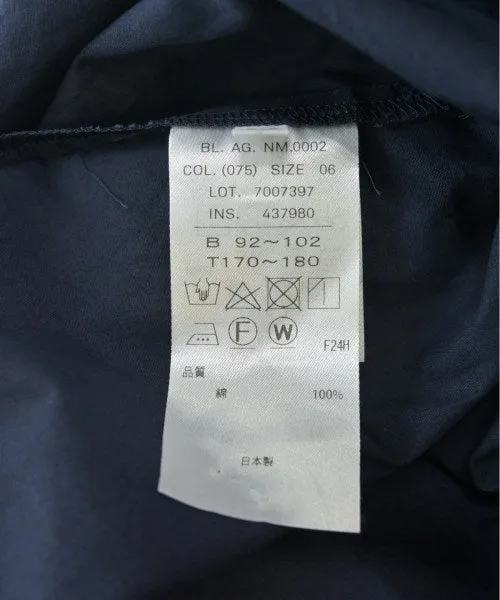 BL. AG. NM.0002
COL. (075) SIZE 06
LOT. 7007397
INS. 437980
B 92~102
T170~180
F W
F24H
品質
綿 100%
日本製